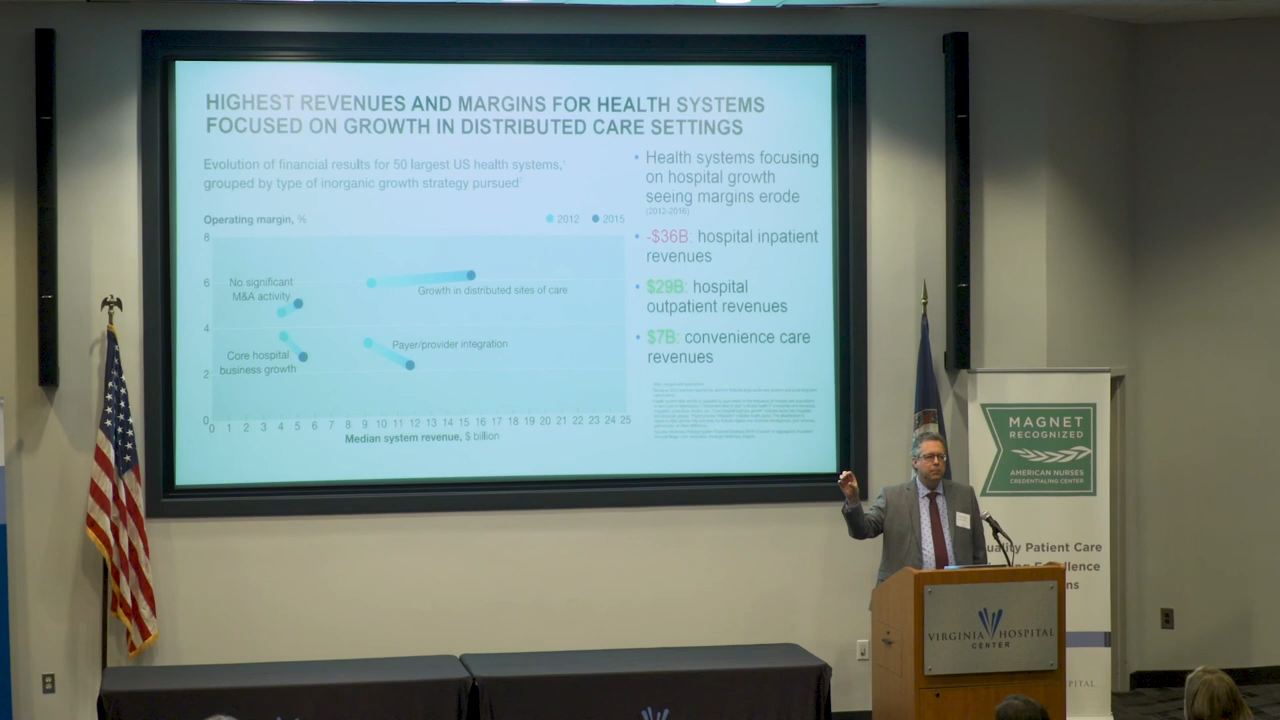 HIGHEST REVENUES AND MARGINS FOR HEALTH SYSTEMS
FOCUSED ON GROWTH IN DISTRIBUTED CARE SETTINGS
Evolution of financial results for 50 largest US health systems,¹
grouped by type of inorganic growth strategy pursued²
Operating margin, %
2012 2015
8
6
4
2
0
No significant
M&A activity
Growth in distributed sites of care
Core hospital
business growth
Payer/provider integration
0 1 2 3 4 5 6 7 8 9 10 11 12 13 14 15 16 17 18 19 20 21 22 23 24 25
Median system revenue, $ billion
• Health systems focusing
on hospital growth
seeing margins erode
(2012-2016)
• -$36B: hospital inpatient
revenues
• $29B: hospital
outpatient revenues
• $7B: convenience care
revenues
MAGNET
RECOGNIZED
AMERICAN NURSES
CREDENTIALING CENTER
uality Patient Care
VIRGINIA HOSPITAL
CENTER